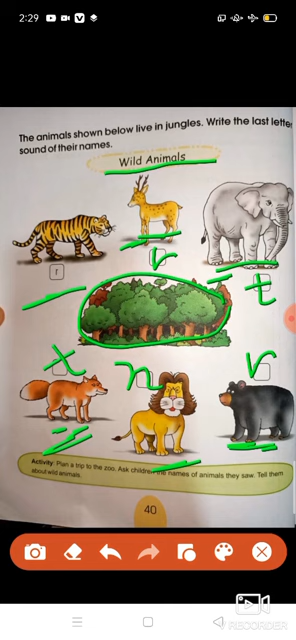 2:29
The animals shown below live in jungles. Write the last lette
sound of their names.
Wild Animals
r
r
t
x
n
r
Activity: Plan a trip to the zoo. Ask children the names of animals they saw. Tell them
about wild animals.
40
RECORDER